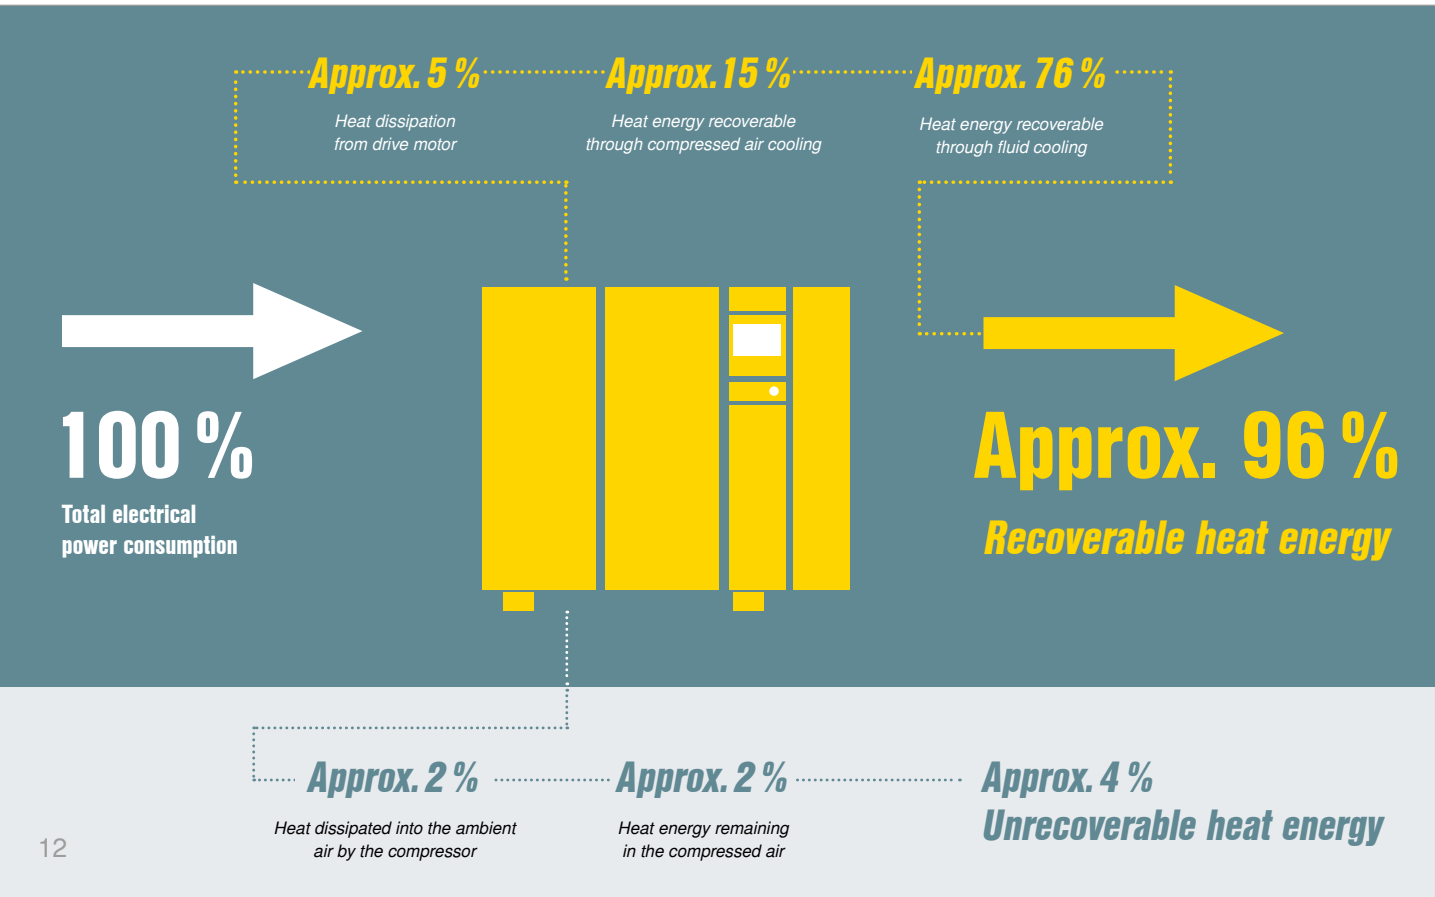 Approx. 5 %
Heat dissipation
from drive motor
Approx. 15 %
Heat energy recoverable
through compressed air cooling
Approx. 76 %
Heat energy recoverable
through fluid cooling
100 %
Total electrical
power consumption
Approx. 96 %
Recoverable heat energy
Approx. 2 %
Heat dissipated into the ambient
air by the compressor
Approx. 2 %
Heat energy remaining
in the compressed air
Approx. 4 %
Unrecoverable heat energy
12